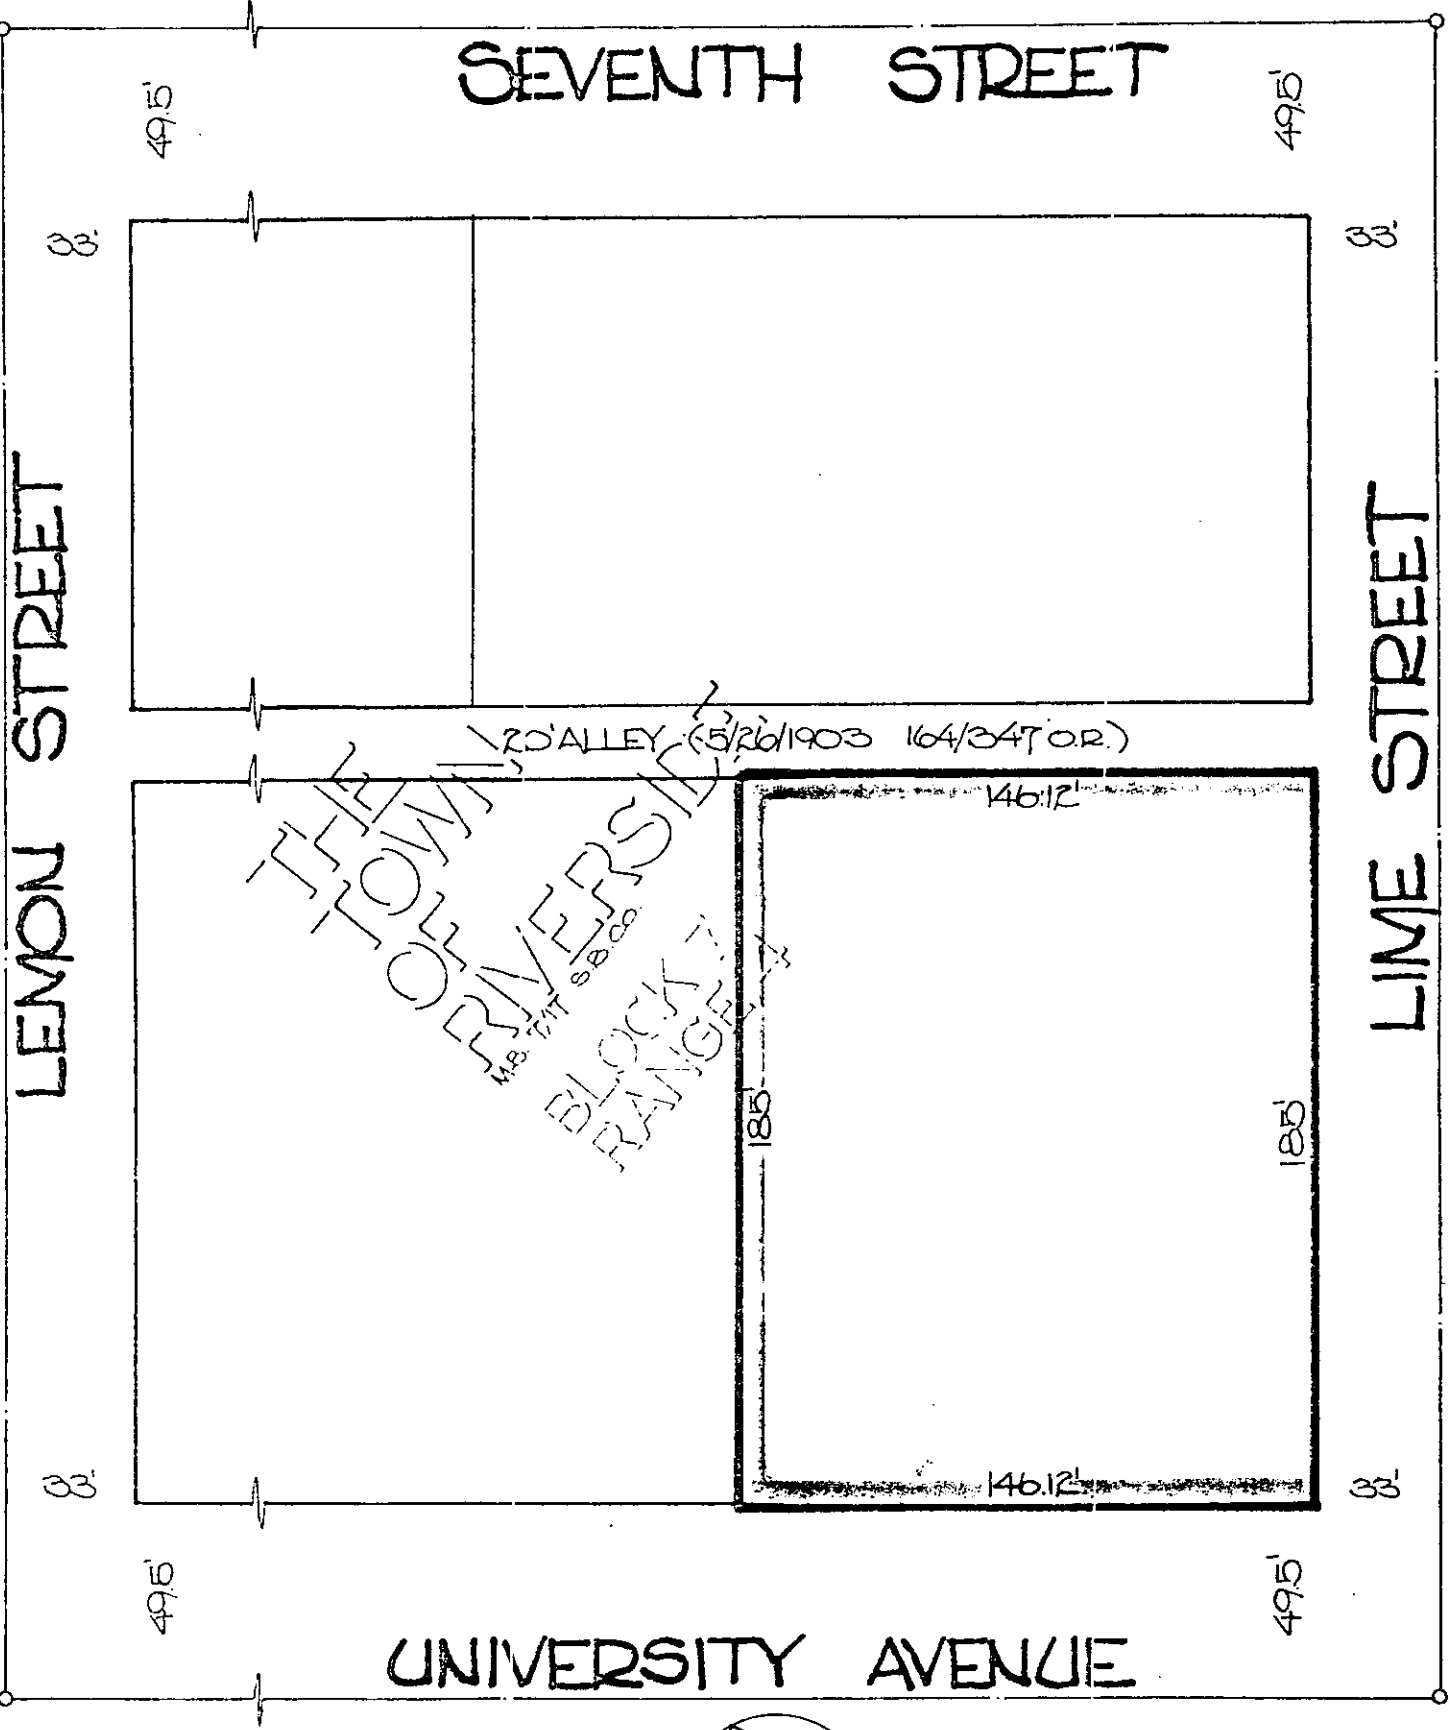 SEVENTH STREET
49.5'
49.5'
33'
33'
LEMON STREET
LIME STREET
20' ALLEY (5/26/1903 164/347 O.R.)
THE
TOWN
OF
RIVERSIDE
M.B. 7/17 S.B.CO.
BLOCK 7
RANGE
146.12'
185'
185'
146.12'
33'
33'
49.5'
49.5'
UNIVERSITY AVENUE